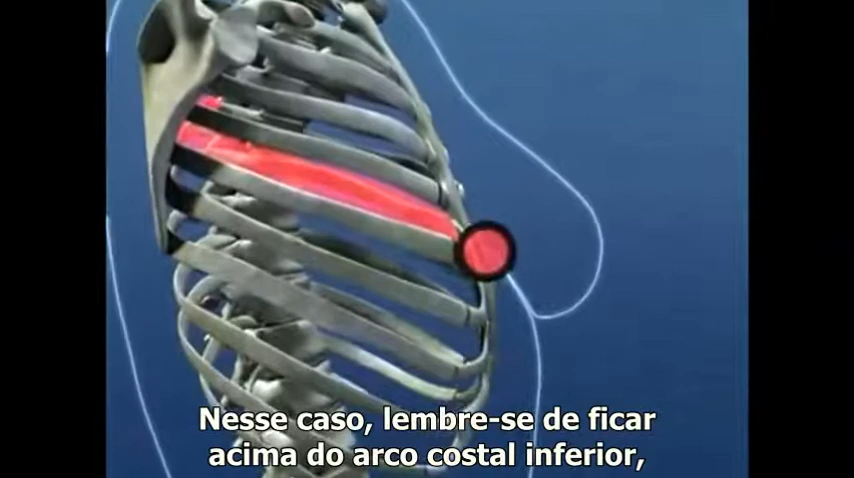 Nesse caso, lembre-se de ficar
acima do arco costal inferior,